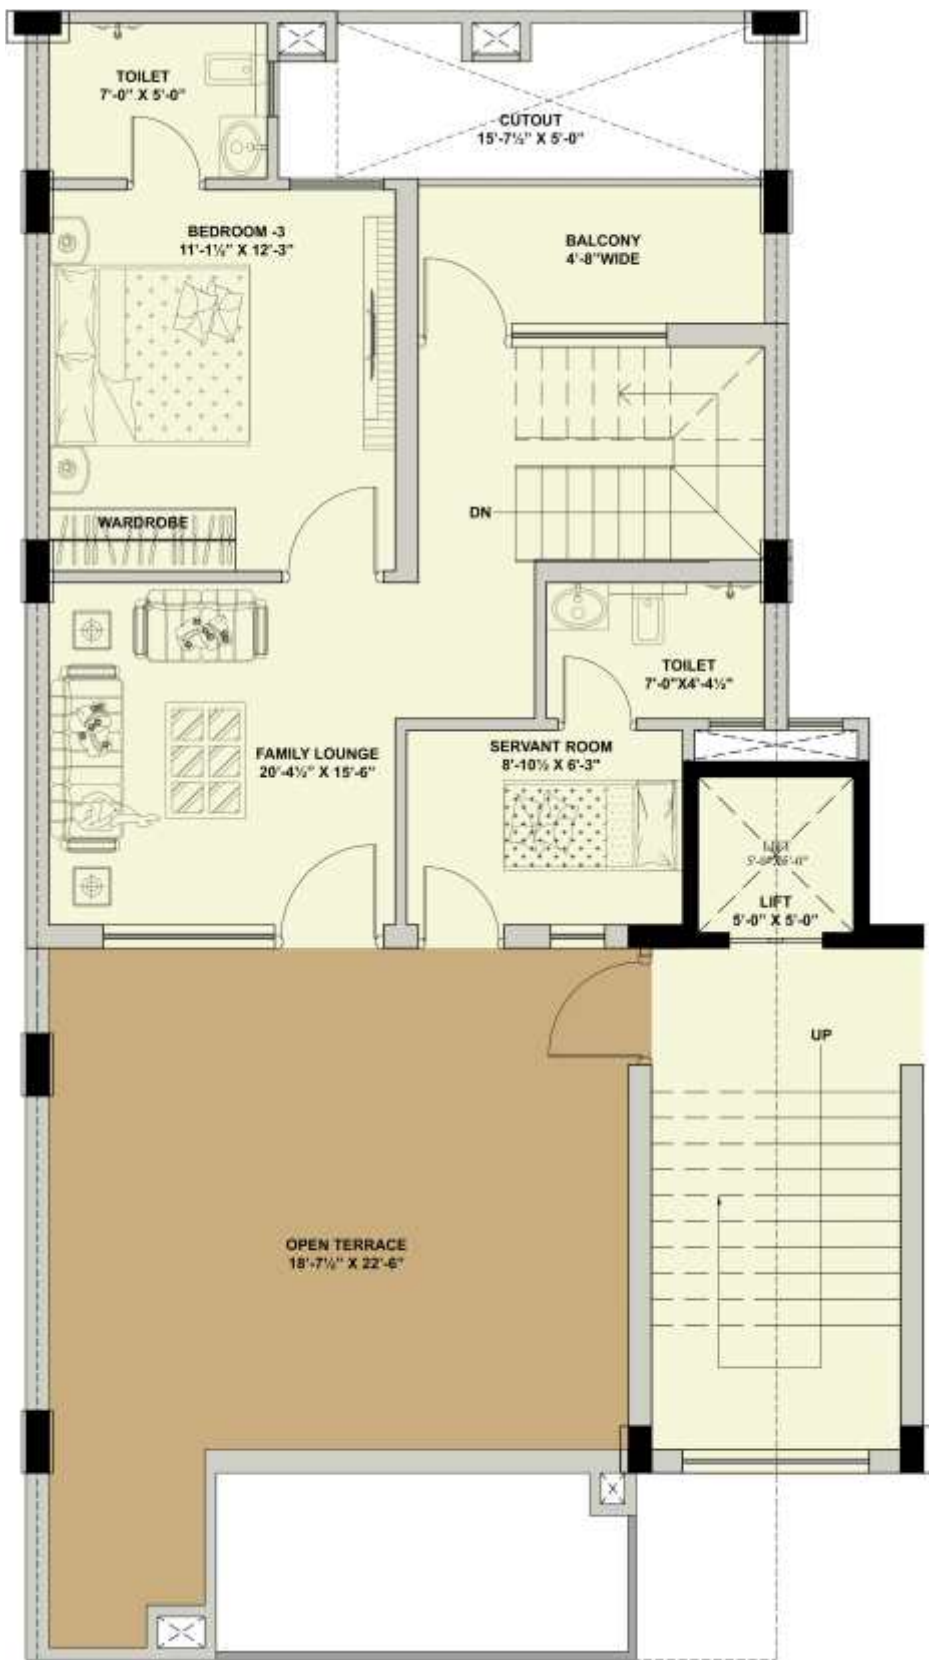 TOILET
7'-0" X 5'-0"
CUTOUT
15'-7½" X 5'-0"
BEDROOM -3
11'-1½" X 12'-3"
BALCONY
4'-8"WIDE
DN
WARDROBE
TOILET
7'-0"X4'-4½"
FAMILY LOUNGE
20'-4½" X 15'-6"
SERVANT ROOM
8'-10½ X 6'-3"
LIFT
5'-0" X 5'-0"
UP
OPEN TERRACE
18'-7½" X 22'-6"